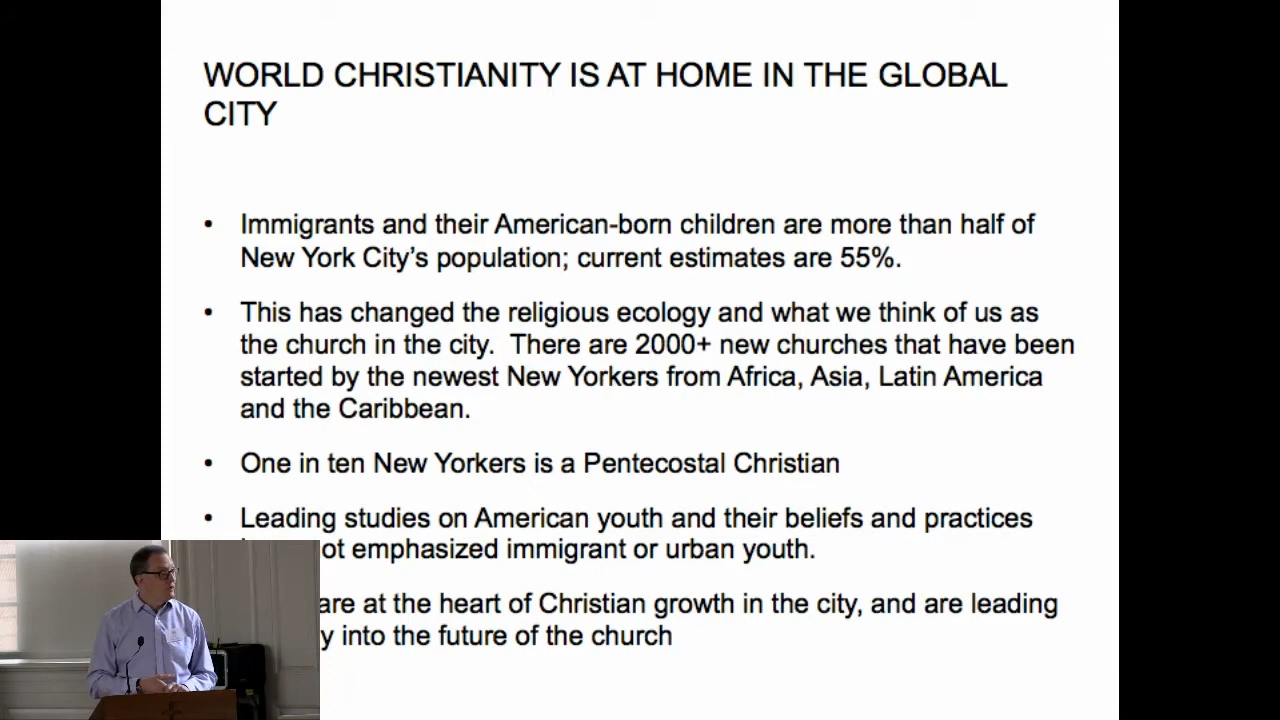 WORLD CHRISTIANITY IS AT HOME IN THE GLOBAL
CITY
• Immigrants and their American-born children are more than half of
New York City’s population; current estimates are 55%.
• This has changed the religious ecology and what we think of us as
the church in the city.  There are 2000+ new churches that have been
started by the newest New Yorkers from Africa, Asia, Latin America
and the Caribbean.
• One in ten New Yorkers is a Pentecostal Christian
• Leading studies on American youth and their beliefs and practices
emphasized immigrant or urban youth.
are at the heart of Christian growth in the city, and are leading
into the future of the church